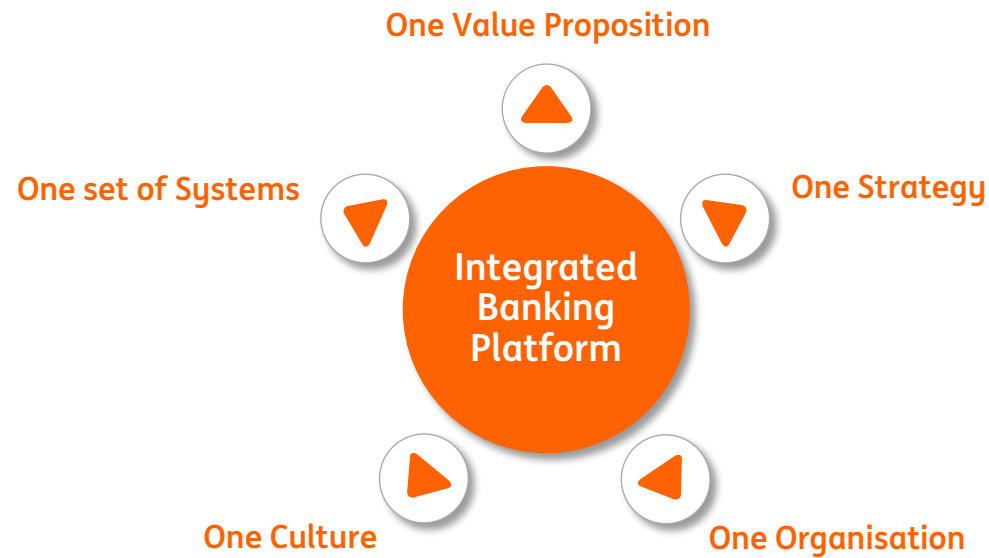 One Value Proposition
One set of Systems
One Strategy
Integrated
Banking
Platform
One Culture
One Organisation